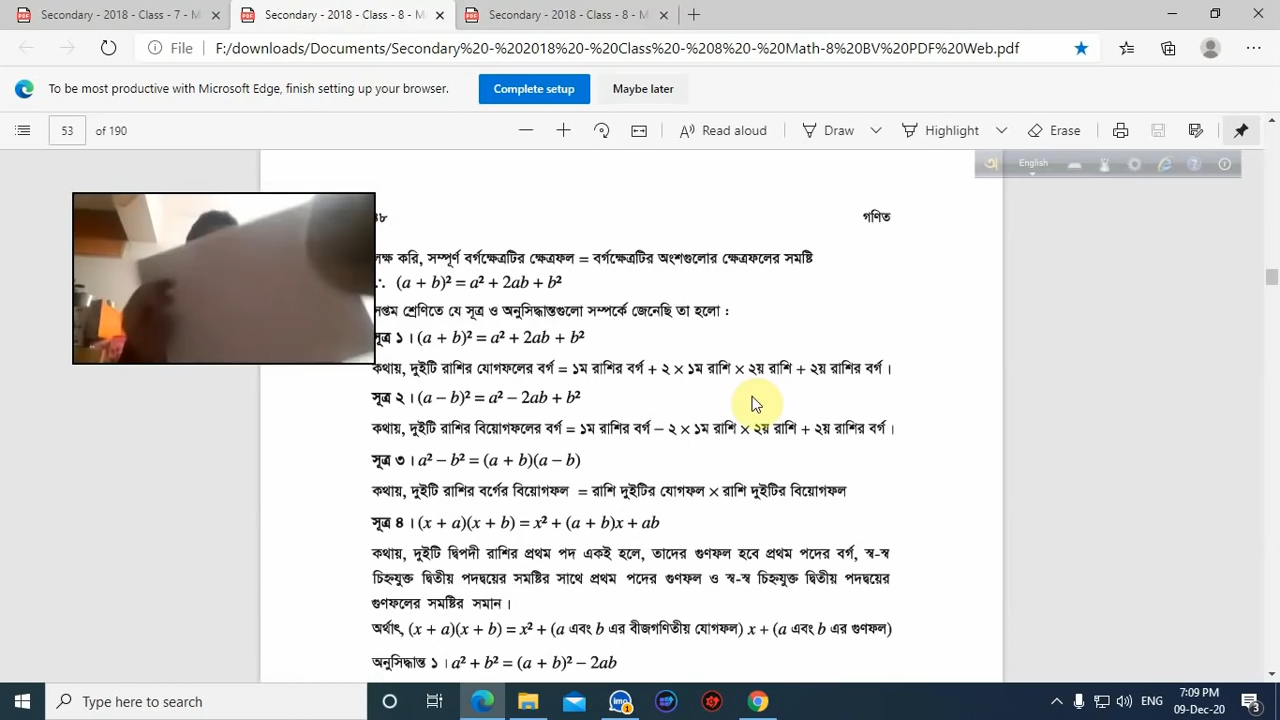 Secondary - 2018 - Class - 7 - M
Secondary - 2018 - Class - 8 - M
Secondary - 2018 - Class - 8 - M
File
F:/downloads/Documents/Secondary%20-%202018%20-%20Class%20-%208%20-%20Math-8%20BV%20PDF%20Web.pdf
To be most productive with Microsoft Edge, finish setting up your browser.
Complete setup
Maybe later
53 of 190
Read aloud
Draw
Highlight
Erase
English
৪৮
গণিত
লক্ষ করি, সম্পূর্ণ বর্গক্ষেত্রটির ক্ষেত্রফল = বর্গক্ষেত্রটির অংশগুলোর ক্ষেত্রফলের সমষ্টি
∴ (a + b)² = a² + 2ab + b²
সপ্তম শ্রেণিতে যে সূত্র ও অনুসিদ্ধান্তগুলো সম্পর্কে জেনেছি তা হলো :
সূত্র ১। (a + b)² = a² + 2ab + b²
কথায়, দুইটি রাশির যোগফলের বর্গ = ১ম রাশির বর্গ + ২ × ১ম রাশি × ২য় রাশি + ২য় রাশির বর্গ।
সূত্র ২। (a − b)² = a² − 2ab + b²
কথায়, দুইটি রাশির বিয়োগফলের বর্গ = ১ম রাশির বর্গ − ২ × ১ম রাশি × ২য় রাশি + ২য় রাশির বর্গ।
সূত্র ৩। a² − b² = (a + b)(a − b)
কথায়, দুইটি রাশির বর্গের বিয়োগফল = রাশি দুইটির যোগফল × রাশি দুইটির বিয়োগফল
সূত্র ৪। (x + a)(x + b) = x² + (a + b)x + ab
কথায়, দুইটি দ্বিপদী রাশির প্রথম পদ একই হলে, তাদের গুণফল হবে প্রথম পদের বর্গ, স্ব-স্ব
চিহ্নযুক্ত দ্বিতীয় পদদ্বয়ের সমষ্টির সাথে প্রথম পদের গুণফল ও স্ব-স্ব চিহ্নযুক্ত দ্বিতীয় পদদ্বয়ের
গুণফলের সমষ্টির সমান।
অর্থাৎ, (x + a)(x + b) = x² + (a এবং b এর বীজগণিতীয় যোগফল) x + (a এবং b এর গুণফল)
অনুসিদ্ধান্ত ১। a² + b² = (a + b)² − 2ab
Type here to search
ENG
7:09 PM
09-Dec-20